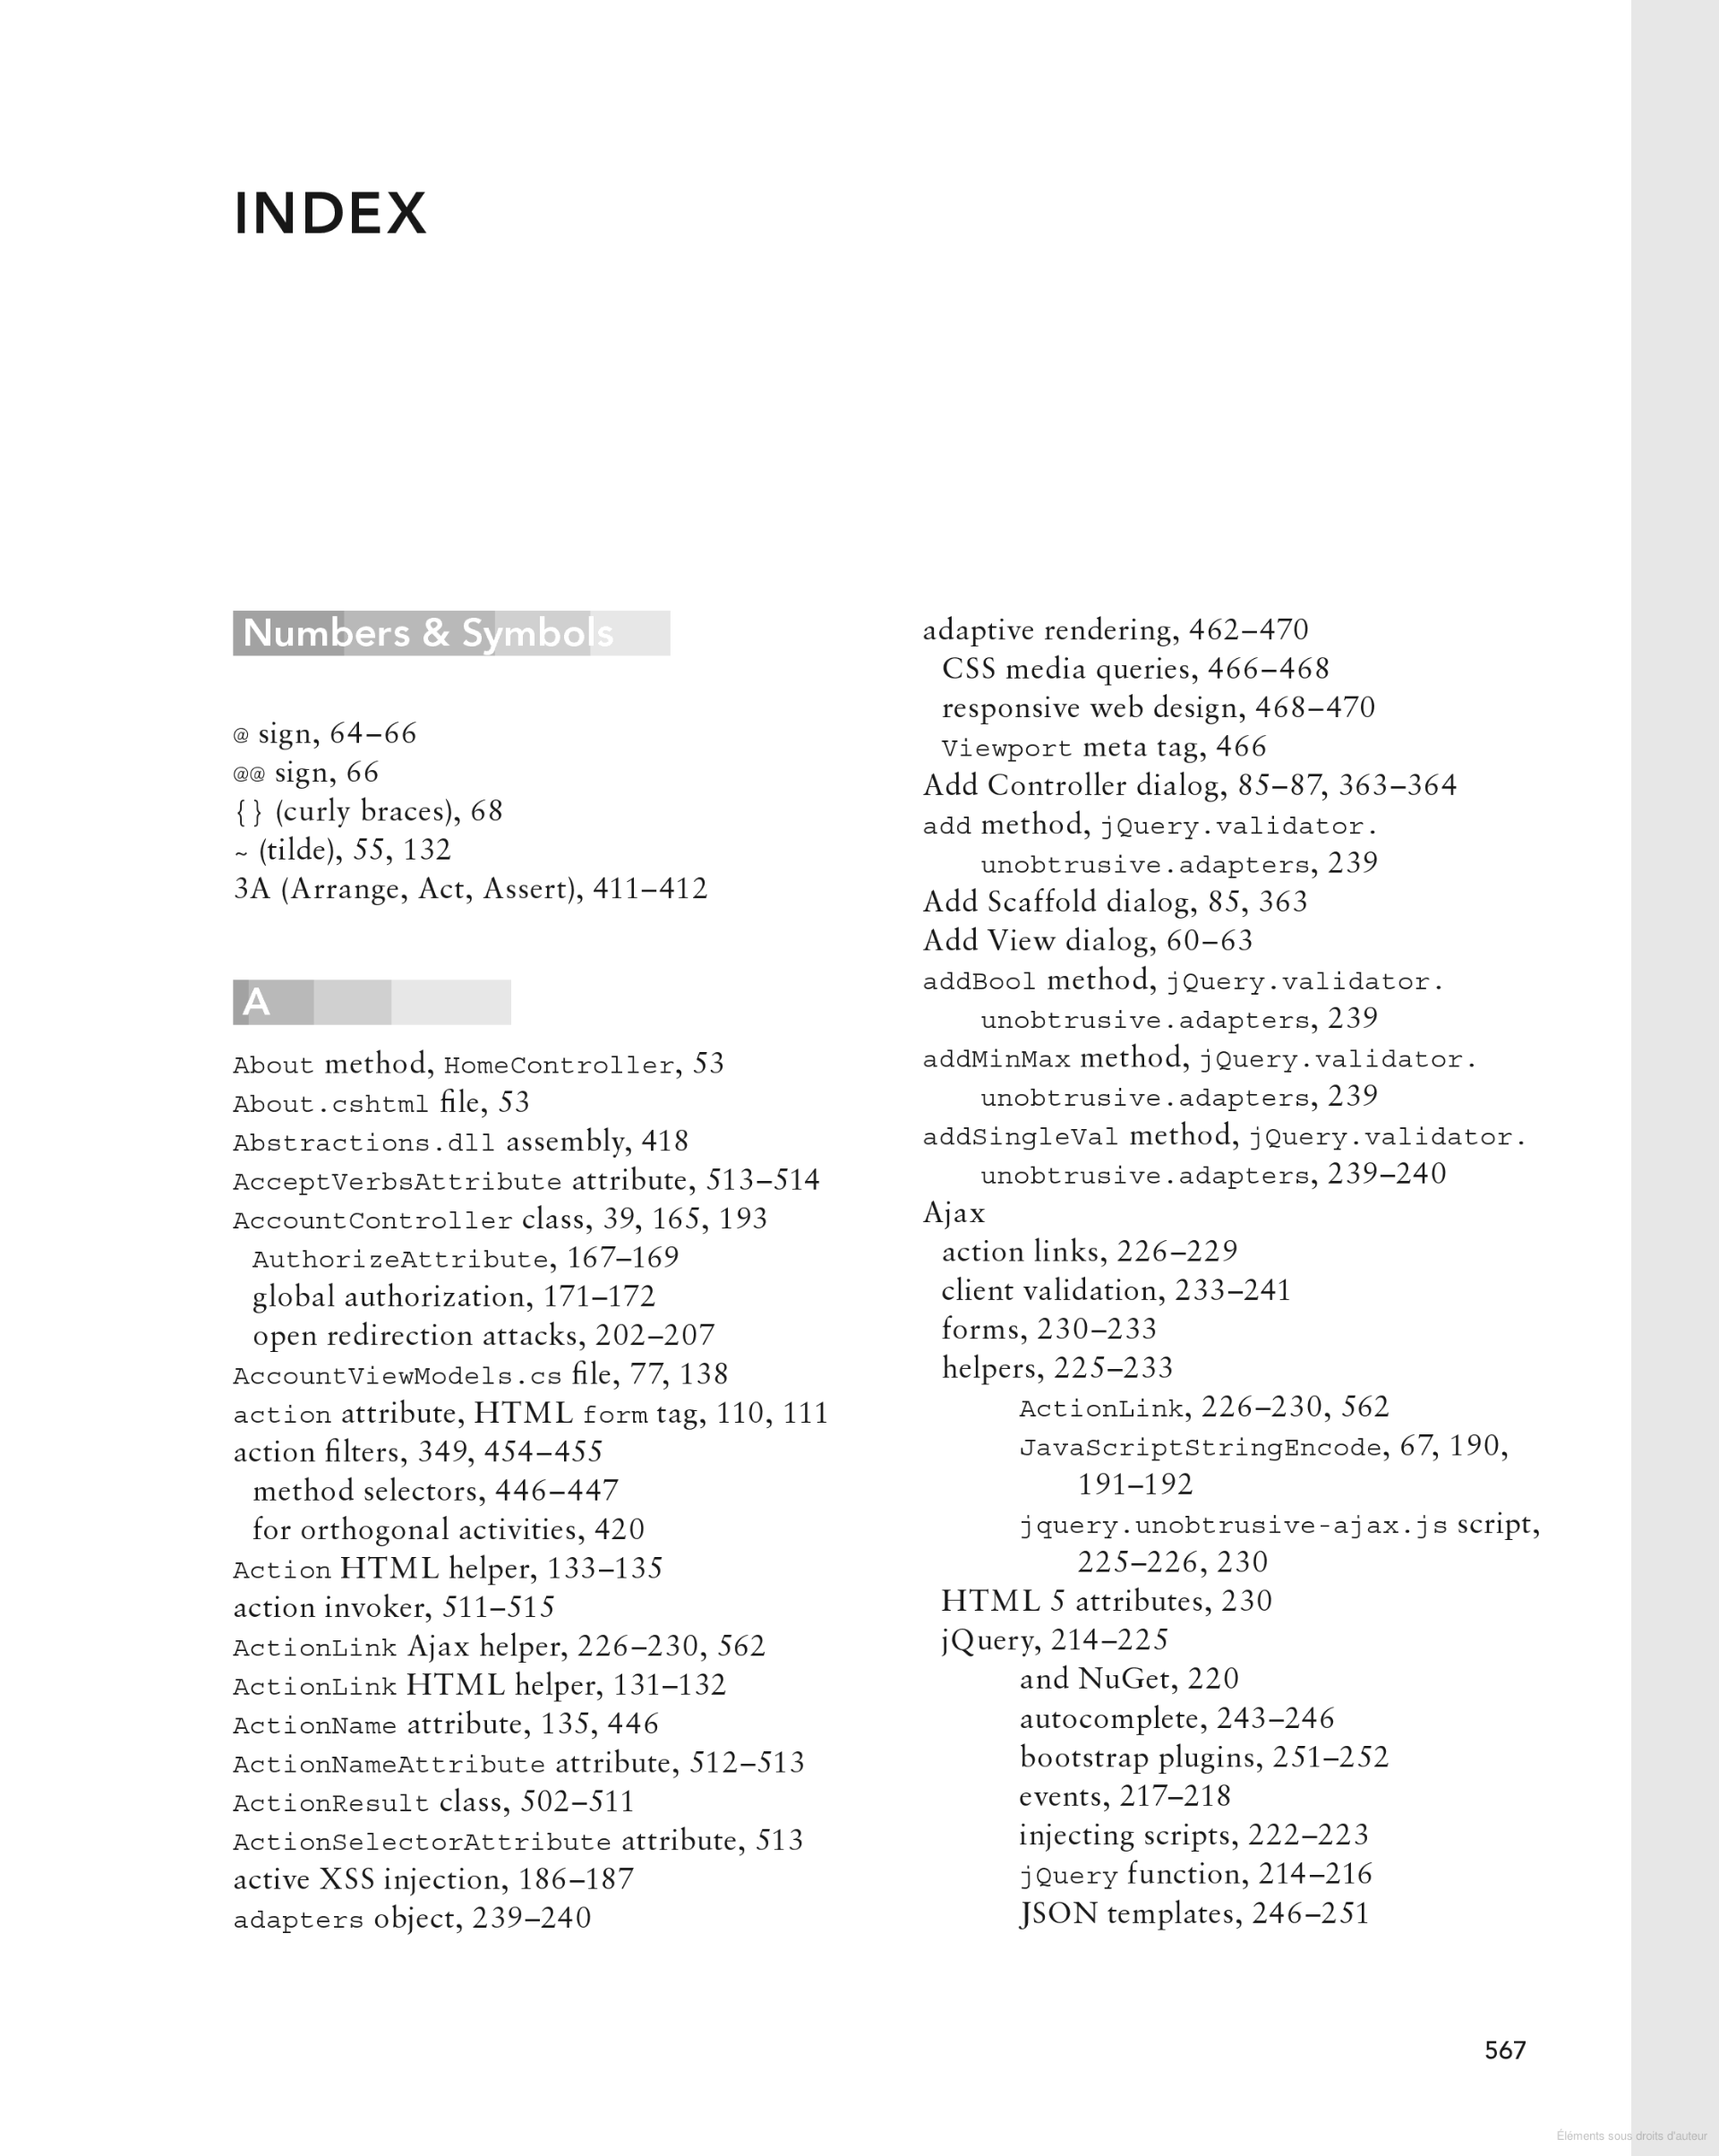 INDEX
Numbers & Symbols
@ sign, 64–66
@@ sign, 66
{ } (curly braces), 68
~ (tilde), 55, 132
3A (Arrange, Act, Assert), 411–412
A
About method, HomeController, 53
About.cshtml file, 53
Abstractions.dll assembly, 418
AcceptVerbsAttribute attribute, 513–514
AccountController class, 39, 165, 193
AuthorizeAttribute, 167–169
global authorization, 171–172
open redirection attacks, 202–207
AccountViewModels.cs file, 77, 138
action attribute, HTML form tag, 110, 111
action filters, 349, 454–455
method selectors, 446–447
for orthogonal activities, 420
Action HTML helper, 133–135
action invoker, 511–515
ActionLink Ajax helper, 226–230, 562
ActionLink HTML helper, 131–132
ActionName attribute, 135, 446
ActionNameAttribute attribute, 512–513
ActionResult class, 502–511
ActionSelectorAttribute attribute, 513
active XSS injection, 186–187
adapters object, 239–240
adaptive rendering, 462–470
CSS media queries, 466–468
responsive web design, 468–470
Viewport meta tag, 466
Add Controller dialog, 85–87, 363–364
add method, jQuery.validator.
unobtrusive.adapters, 239
Add Scaffold dialog, 85, 363
Add View dialog, 60–63
addBool method, jQuery.validator.
unobtrusive.adapters, 239
addMinMax method, jQuery.validator.
unobtrusive.adapters, 239
addSingleVal method, jQuery.validator.
unobtrusive.adapters, 239–240
Ajax
action links, 226–229
client validation, 233–241
forms, 230–233
helpers, 225–233
ActionLink, 226–230, 562
JavaScriptStringEncode, 67, 190,
191–192
jquery.unobtrusive-ajax.js script,
225–226, 230
HTML 5 attributes, 230
jQuery, 214–225
and NuGet, 220
autocomplete, 243–246
bootstrap plugins, 251–252
events, 217–218
injecting scripts, 222–223
jQuery function, 214–216
JSON templates, 246–251
567
Éléments sous droits d'auteur